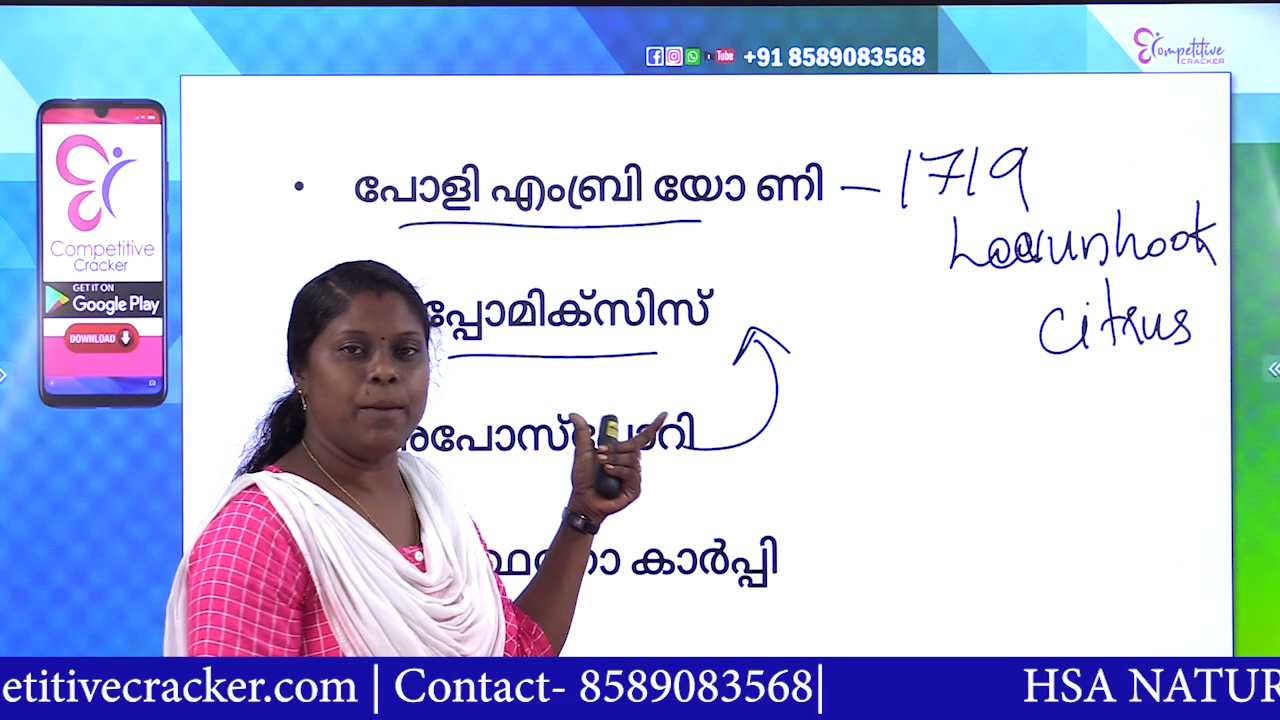 +91 8589083568
Competitive
CRACKER
Competitive
Cracker
GET IT ON
Google Play
DOWNLOAD
• പോളി എംബ്രി യോ ണി – 1719
Leeuunhook
citrus
പ്പോമിക്സിസ്
കാർപ്പി
etitivecracker.com | Contact- 8589083568| HSA NATUR